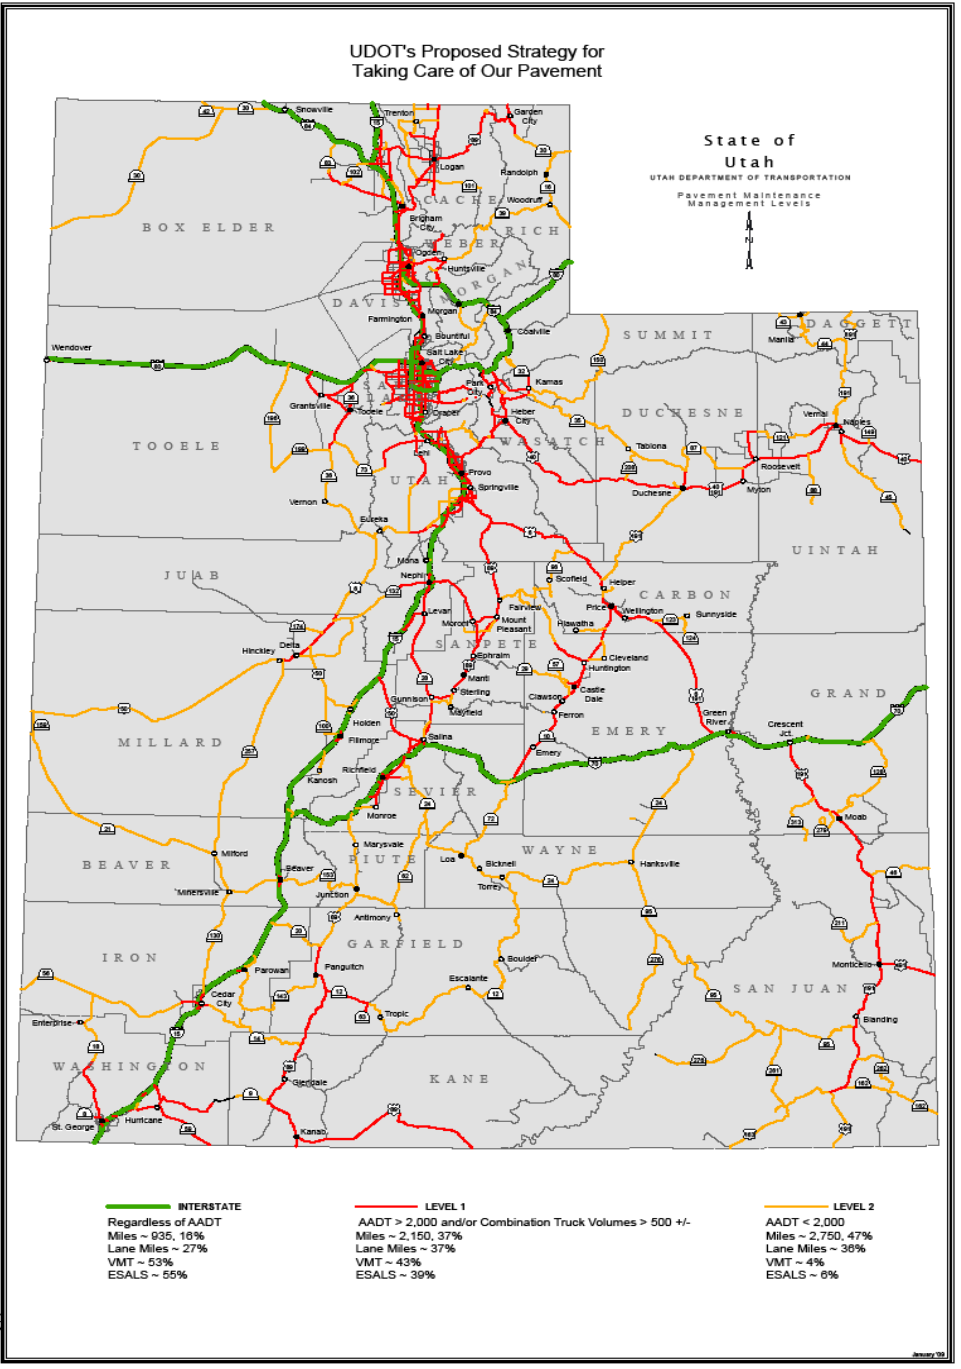 UDOT's Proposed Strategy for
Taking Care of Our Pavement
State of
Utah
UTAH DEPARTMENT OF TRANSPORTATION
Pavement Maintenance
Management Levels
N
Snowville
Trenton
Garden
City
Logan
Randolph
Woodruff
CACHE
RICH
BOX ELDER
Brigham
City
WEBER
Ogden
Huntsville
MORGAN
DAVIS
Morgan
Farmington
Bountiful
Coalville
SUMMIT
DAGGETT
Manila
Wendover
Salt Lake
City
Park
City
Kamas
Grantsville
Tooele
Draper
Heber
City
DUCHESNE
Vernal
Naples
TOOELE
WASATCH
Lehi
Tabiona
Roosevelt
Provo
UTAH
Springville
Duchesne
Myton
Vernon
Eureka
UINTAH
Mona
JUAB
Nephi
Scofield
Helper
CARBON
Levan
Fairview
Price
Wellington
Sunnyside
Moroni
Mount
Pleasant
Hiawatha
Delta
Hinckley
SANPETE
Ephraim
Cleveland
Huntington
Manti
Sterling
Castle
Dale
Clawson
Gunnison
Mayfield
Ferron
GRAND
Holden
Green
River
Crescent
Jct.
MILLARD
Fillmore
Salina
EMERY
Emery
Richfield
Kanosh
SEVIER
Monroe
Moab
Marysvale
Milford
PIUTE
Loa
Bicknell
WAYNE
Hanksville
BEAVER
Beaver
Torrey
Minersville
Junction
Antimony
IRON
GARFIELD
Parowan
Panguitch
Boulder
Monticello
Escalante
SAN JUAN
Cedar
City
Tropic
Enterprise
Blanding
WASHINGTON
KANE
Glendale
Hurricane
St. George
Kanab
INTERSTATE
Regardless of AADT
Miles ~ 935, 16%
Lane Miles ~ 27%
VMT ~ 53%
ESALS ~ 55%
LEVEL 1
AADT > 2,000 and/or Combination Truck Volumes > 500 +/-
Miles ~ 2,150, 37%
Lane Miles ~ 37%
VMT ~ 43%
ESALS ~ 39%
LEVEL 2
AADT < 2,000
Miles ~ 2,750, 47%
Lane Miles ~ 36%
VMT ~ 4%
ESALS ~ 6%
January '09